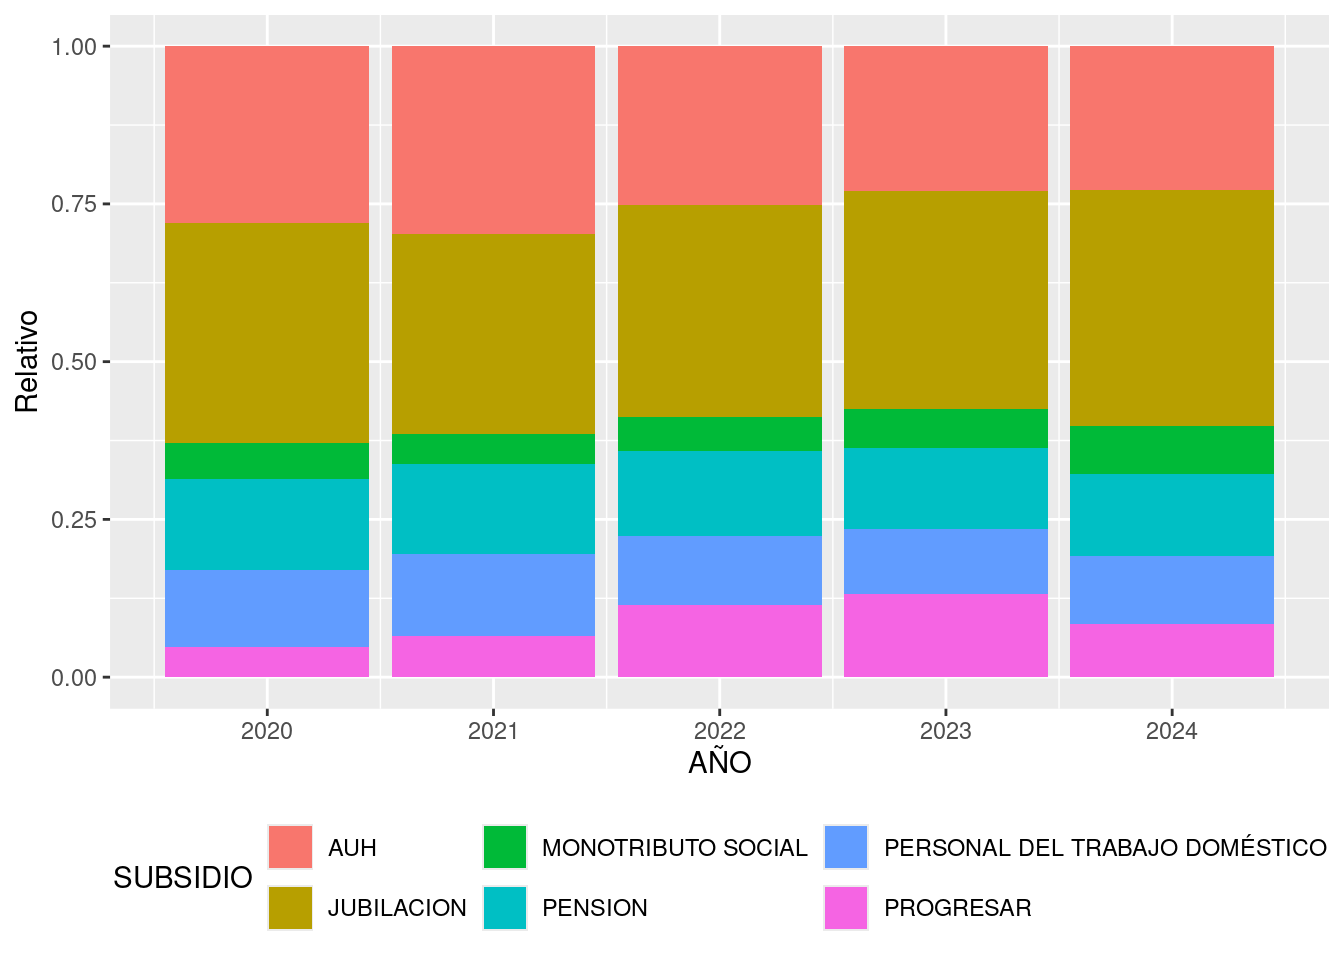 1.00
0.75
0.50
0.25
0.00
Relativo
2020 2021 2022 2023 2024
AÑO
SUBSIDIO
AUH MONOTRIBUTO SOCIAL PERSONAL DEL TRABAJO DOMÉSTICO
JUBILACION PENSION PROGRESAR